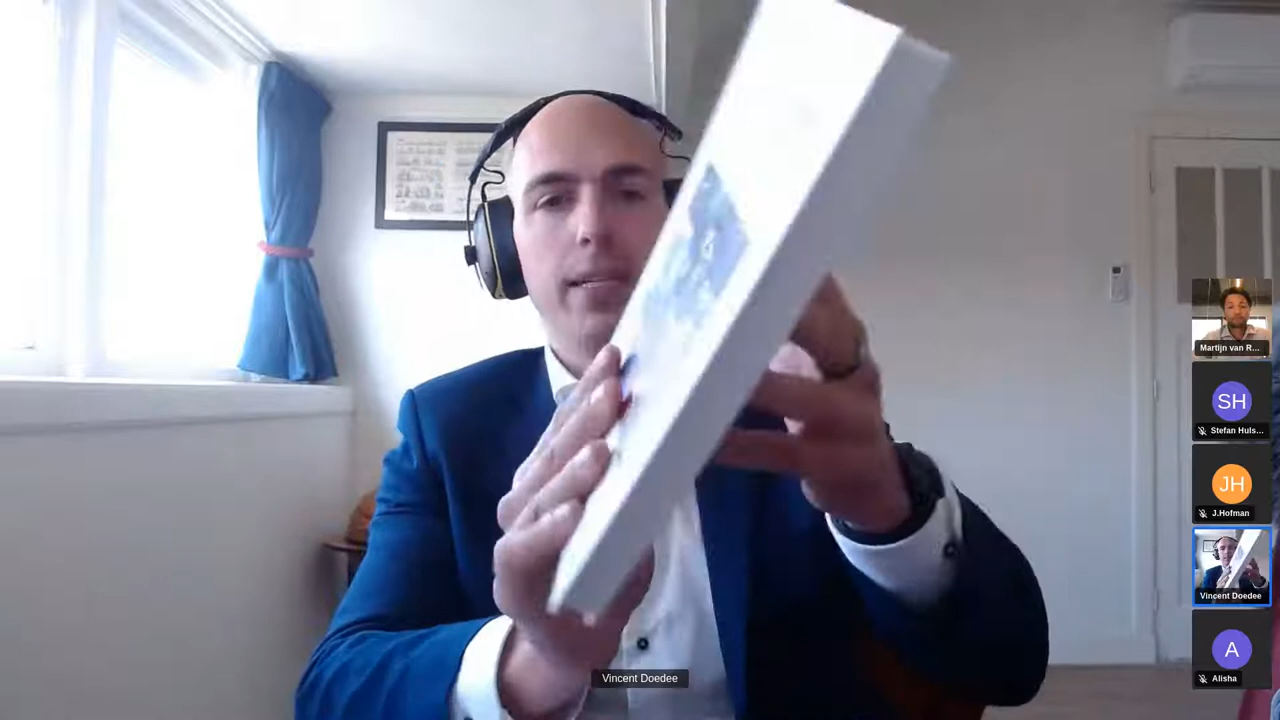 Martijn van R...
SH
Stefan Huls...
JH
J.Hofman
Vincent Doedee
A
Alisha
Vincent Doedee